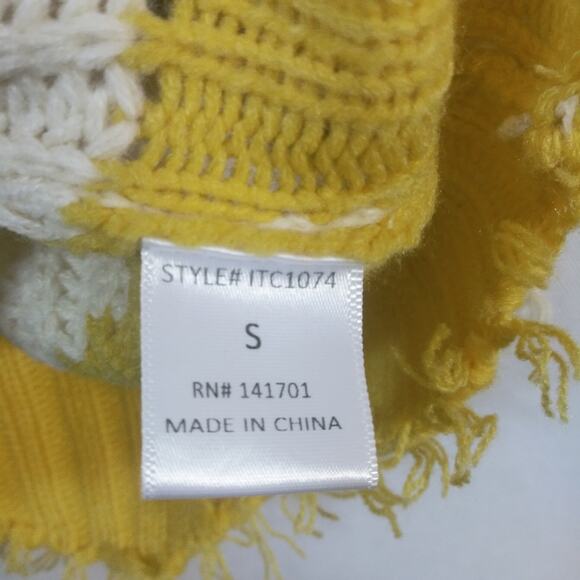 STYLE# ITC1074
S
RN# 141701
MADE IN CHINA